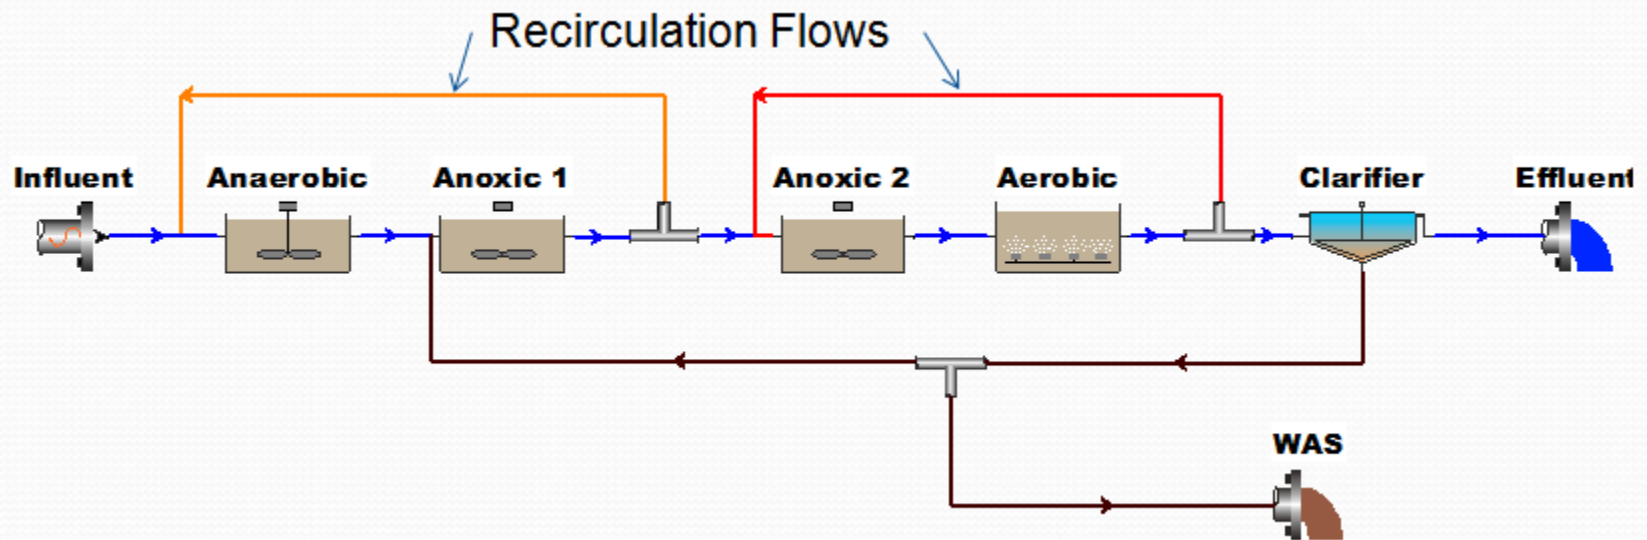 Recirculation Flows
Influent
Anaerobic
Anoxic 1
Anoxic 2
Aerobic
Clarifier
Effluent
WAS